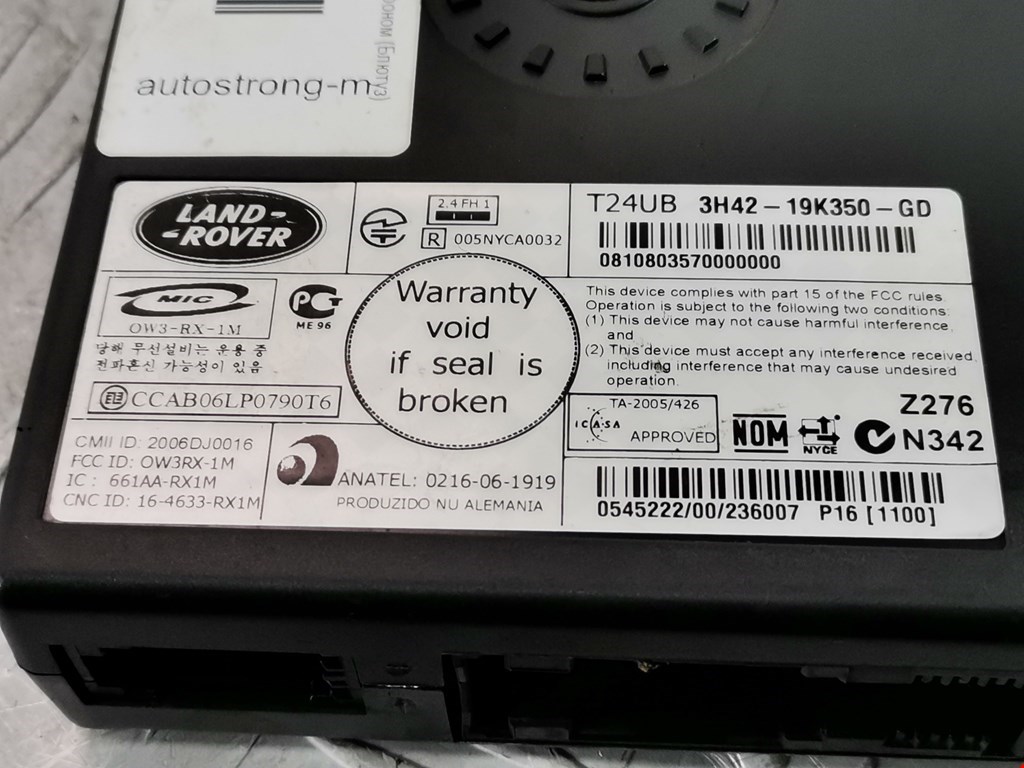 оном (Блютуз)
autostrong-m
LAND-
-ROVER
2.4 FH 1
R 005NYCA0032
T24UB 3H42-19K350-GD
0810803570000000
MIC
OW3-RX-1M
당해 무선설비는 운용 중
전파혼신 가능성이 있음
CCAB06LP0790T6
PCT
ME 96
Warranty
void
if seal is
broken
This device complies with part 15 of the FCC rules
Operation is subject to the following two conditions:
(1) This device may not cause harmful interference,
and
(2) This device must accept any interference received,
including interference that may cause undesired
operation.
TA-2005/426
ICASA
APPROVED
NOM
NYCE
Z276
N342
CMII ID: 2006DJ0016
FCC ID: OW3RX-1M
IC : 661AA-RX1M
CNC ID: 16-4633-RX1M
ANATEL: 0216-06-1919
PRODUZIDO NU ALEMANIA
0545222/00/236007 P16 [1100]